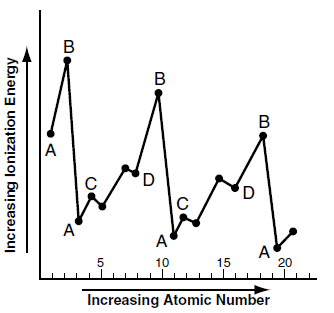 B
B
B
A
C
D
C
D
A
A
A
5 10 15 20
Increasing Ionization Energy
Increasing Atomic Number